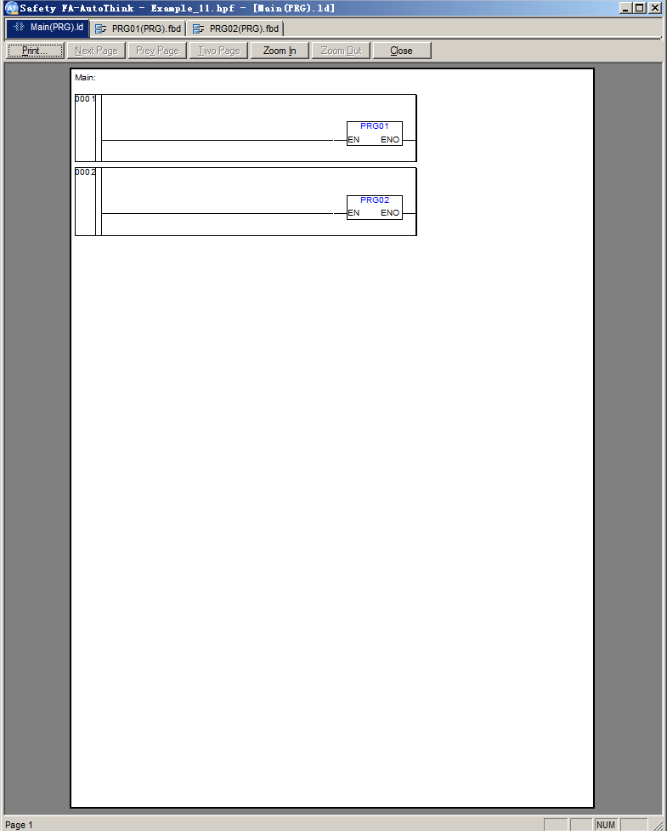 Safety FA-AutoThink - Example_11.hpf - [Main(PRG).ld]
Main(PRG).ld PRG01(PRG).fbd PRG02(PRG).fbd
Print... Next Page Prev Page Two Page Zoom In Zoom Out Close
Main:
0001
PRG01
EN ENO
0002
PRG02
EN ENO
Page 1 NUM